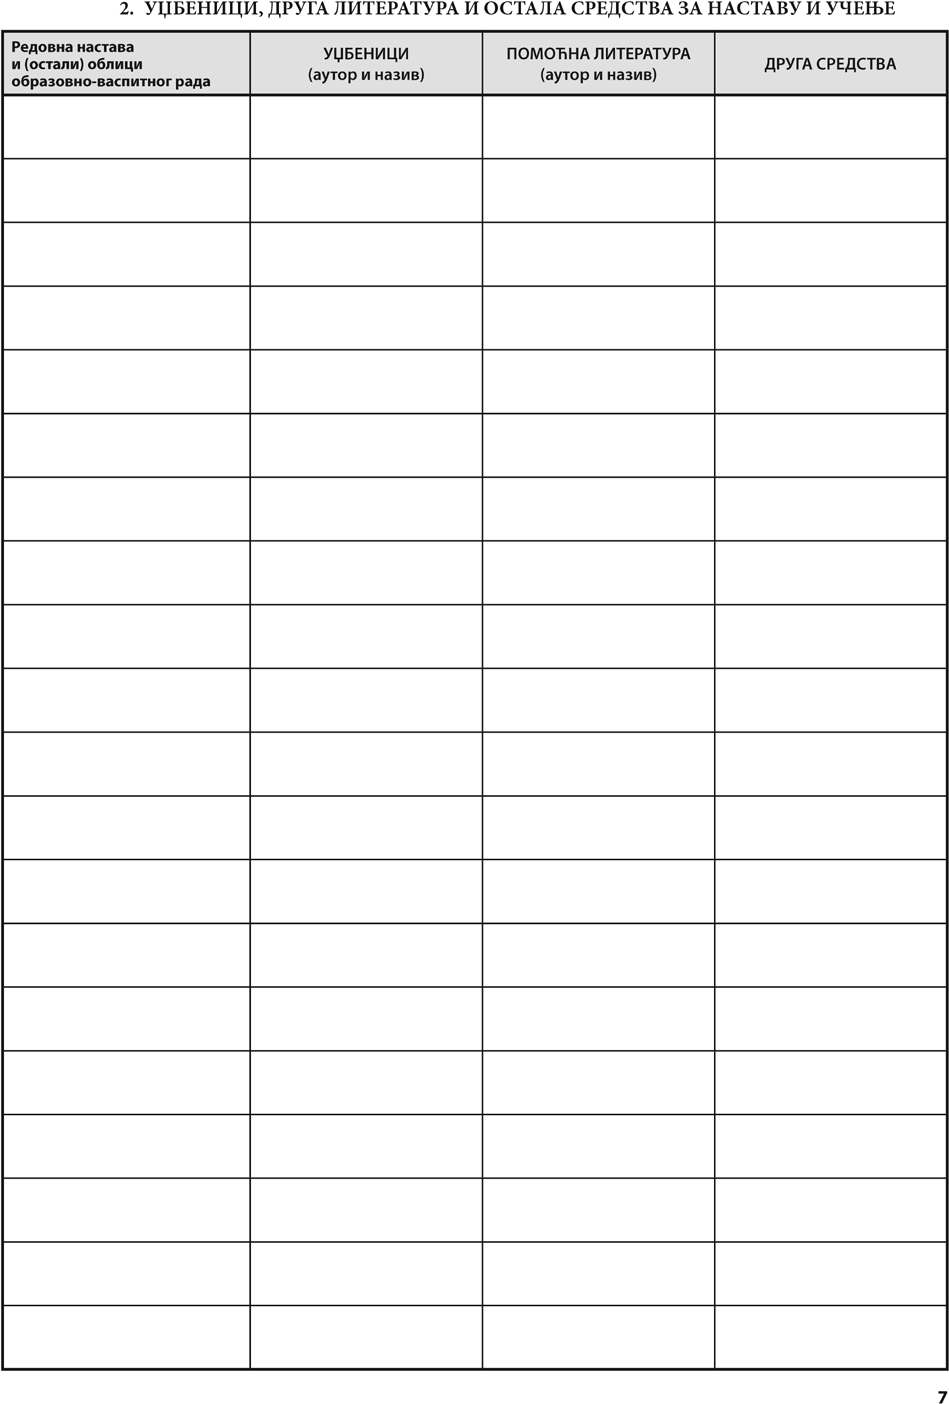 2. УЏБЕНИЦИ, ДРУГА ЛИТЕРАТУРА И ОСТАЛА СРЕДСТВА ЗА НАСТАВУ И УЧЕЊЕ
Редовна настава
и (остали) облици
образовно-васпитног рада
УЏБЕНИЦИ
(аутор и назив)
ПОМОЋНА ЛИТЕРАТУРА
(аутор и назив)
ДРУГА СРЕДСТВА
7